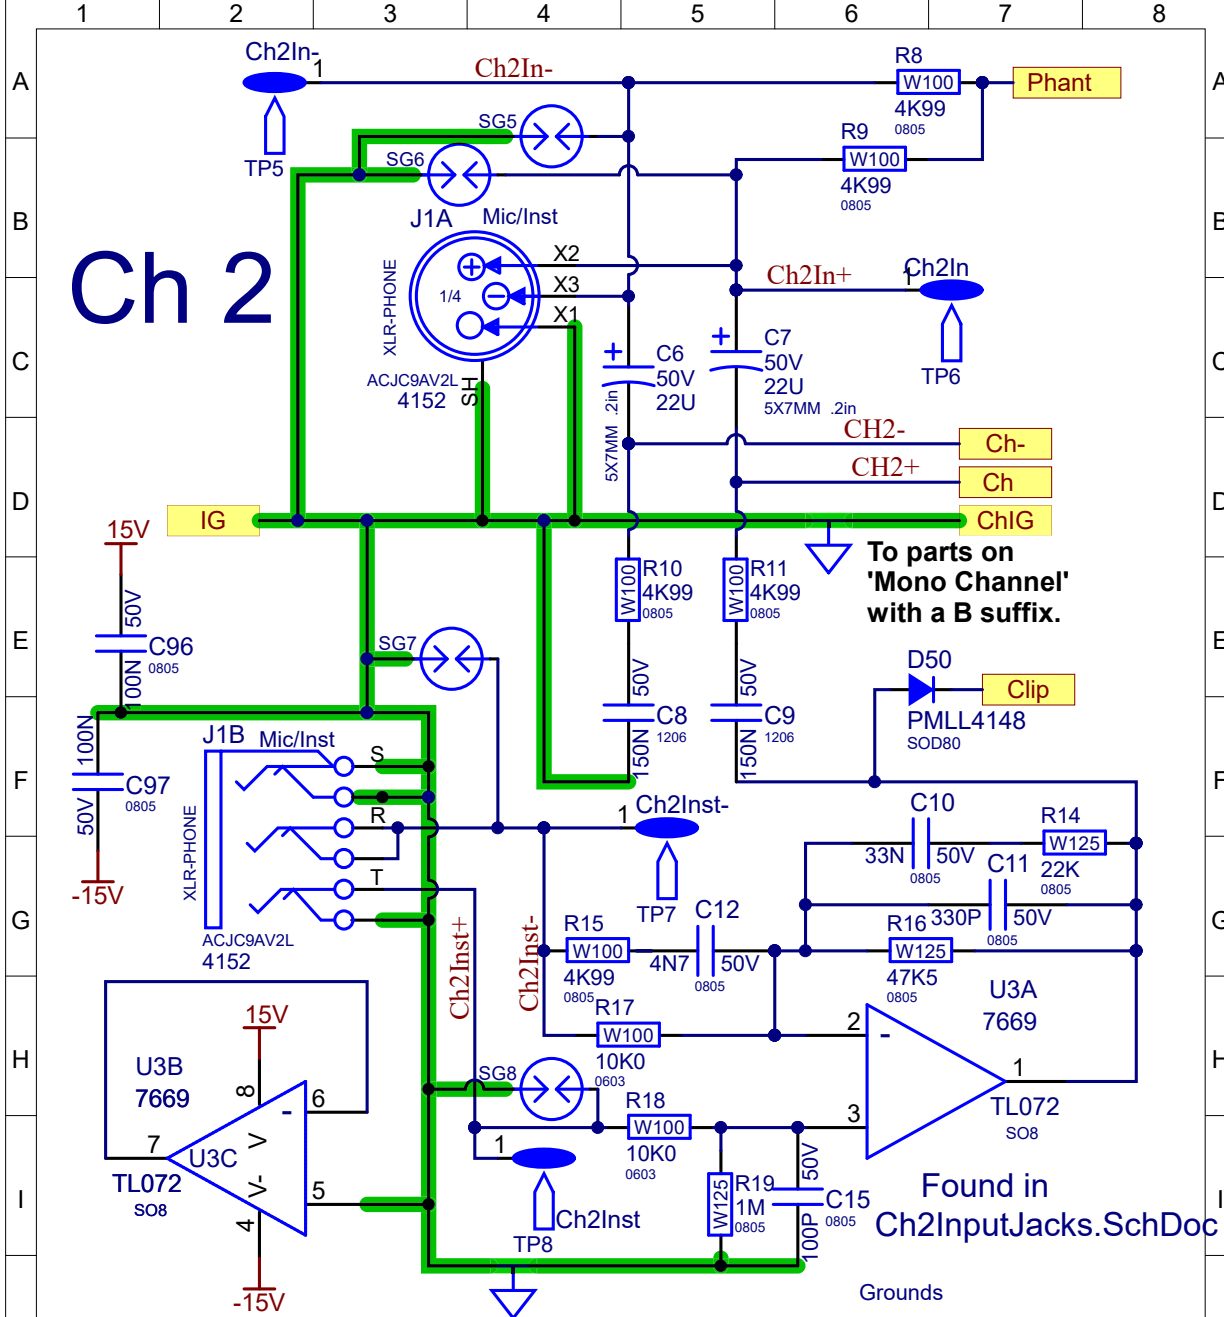 1 2 3 4 5 6 7 8
A A
B B
C C
D D
E E
F F
G G
H H
I I
Ch2In-
1
TP5
Ch2In-
R8
W100
4K99
0805
Phant
R9
W100
4K99
0805
SG5
SG6
J1A Mic/Inst
X2
X3
X1
1/4
XLR-PHONE
ACJC9AV2L
4152
SH
Ch 2
Ch2In+
1
Ch2In
TP6
C6
50V
22U
5X7MM .2in
C7
50V
22U
5X7MM .2in
CH2-
Ch-
CH2+
Ch
IG
ChIG
To parts on
'Mono Channel'
with a B suffix.
15V
50V
C96
0805
100N
100N
C97
0805
50V
-15V
SG7
R10
W100
4K99
0805
R11
W100
4K99
0805
50V
C8
1206
150N
50V
C9
1206
150N
D50
PMLL4148
SOD80
Clip
J1B Mic/Inst
S
R
T
XLR-PHONE
ACJC9AV2L
4152
1
Ch2Inst-
TP7
C10
33N 50V
0805
R14
W125
22K
0805
C11
330P 50V
0805
R15
W100
4K99
0805
C12
4N7 50V
0805
R16
W125
47K5
0805
R17
W100
10K0
0603
Ch2Inst+
Ch2Inst-
U3A
7669
2
-
3
1
TL072
SO8
SG8
R18
W100
10K0
0603
15V
U3B
7669
8
-
6
7
U3C
V
V-
5
4
TL072
SO8
-15V
1
Ch2Inst
TP8
R19
W125
1M
0805
50V
C15
0805
100P
Found in
Ch2InputJacks.SchDoc
Grounds